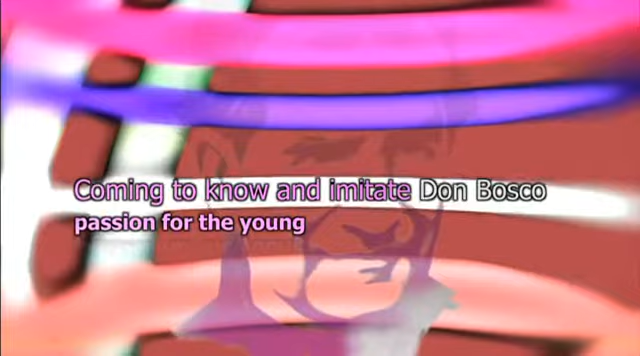 Coming to know and imitate Don Bosco
passion for the young